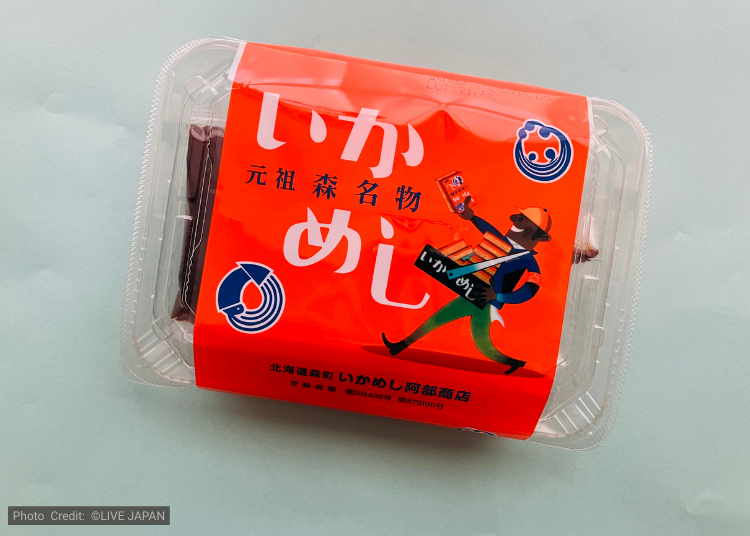 いか
元祖 森名物
めし
いかめし
北海道森町 いかめし阿部商店
Photo Credit: ©LIVE JAPAN